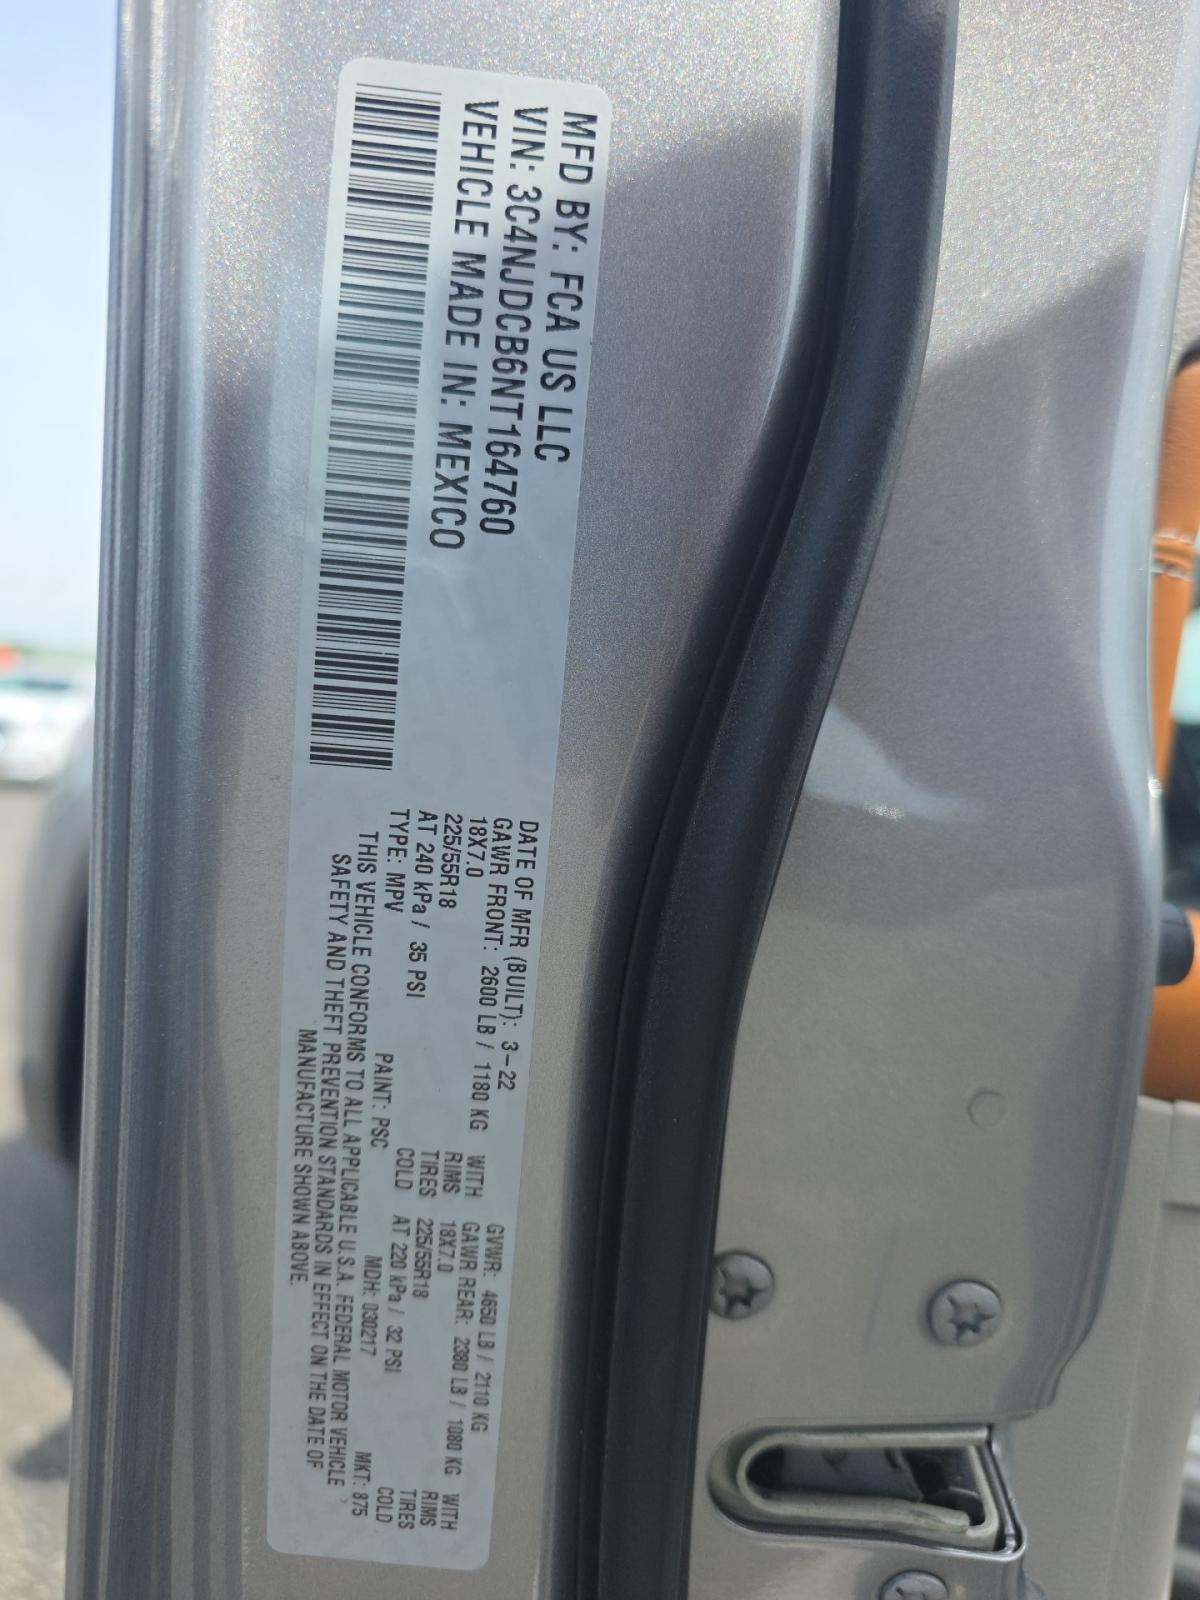 MFD BY: FCA US LLC
VIN: 3C4NJDCB6NT164760
VEHICLE MADE IN: MEXICO
DATE OF MFR (BUILT): 3-22 GVWR: 4650 LB / 2110 KG
GAWR FRONT: 2600 LB / 1180 KG WITH GAWR REAR: 2380 LB / 1080 KG WITH
18X7.0 RIMS 18X7.0 RIMS
225/55R18 TIRES 225/55R18 TIRES
AT 240 kPa / 35 PSI COLD AT 220 kPa / 32 PSI COLD
TYPE: MPV PAINT: PSC MDH: 030217 MKT: 875
THIS VEHICLE CONFORMS TO ALL APPLICABLE U.S.A. FEDERAL MOTOR VEHICLE
SAFETY AND THEFT PREVENTION STANDARDS IN EFFECT ON THE DATE OF
MANUFACTURE SHOWN ABOVE.